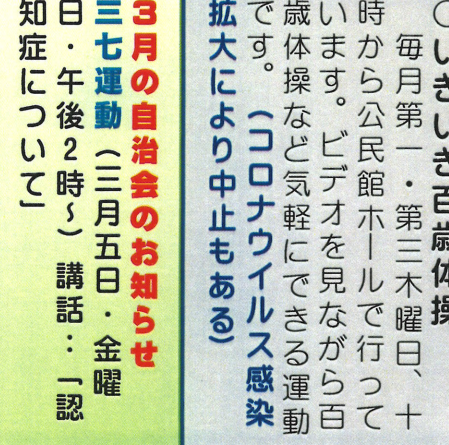 ○いきいき百歳体操
毎月第一・第三木曜日、十
時から公民館ホールで行って
います。ビデオを見ながら百
歳体操など気軽にできる運動
です。（コロナウイルス感染
拡大により中止もある）
3月の自治会のお知らせ
三七運動（三月五日・金曜
日・午後2時～）講話：「認
知症について」